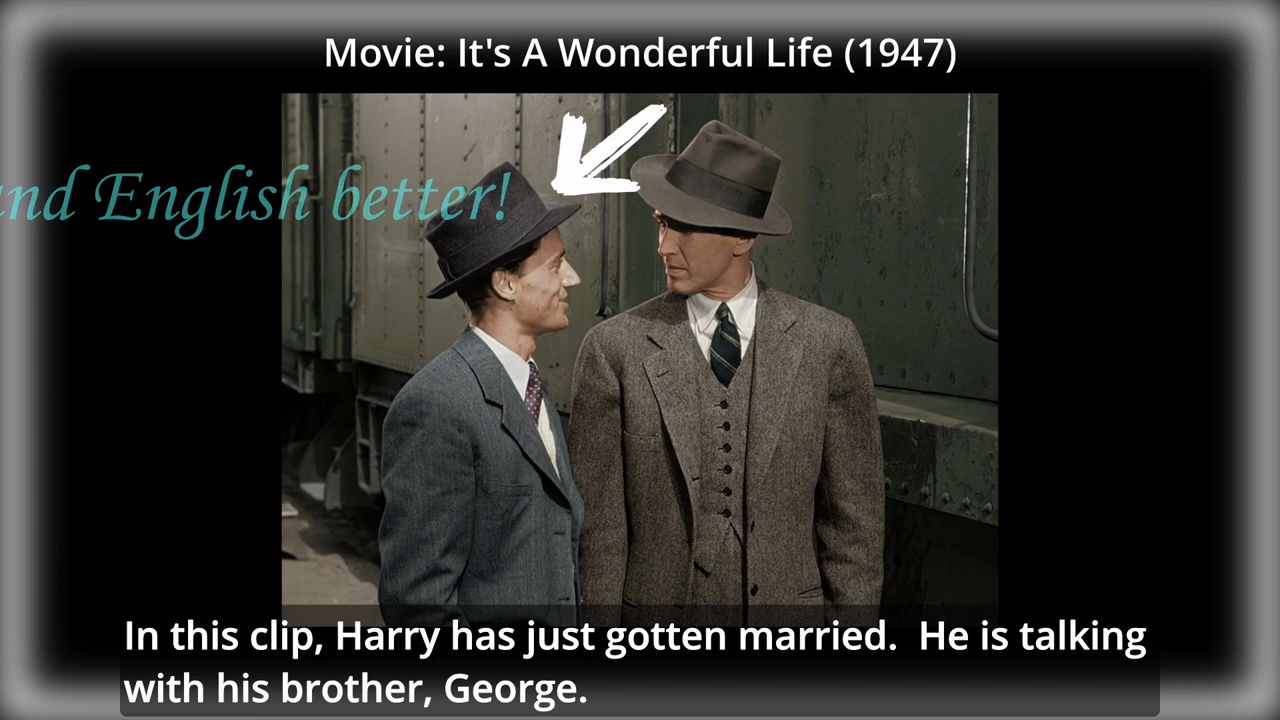 Movie: It's A Wonderful Life (1947)
and English better!
In this clip, Harry has just gotten married.  He is talking
with his brother, George.